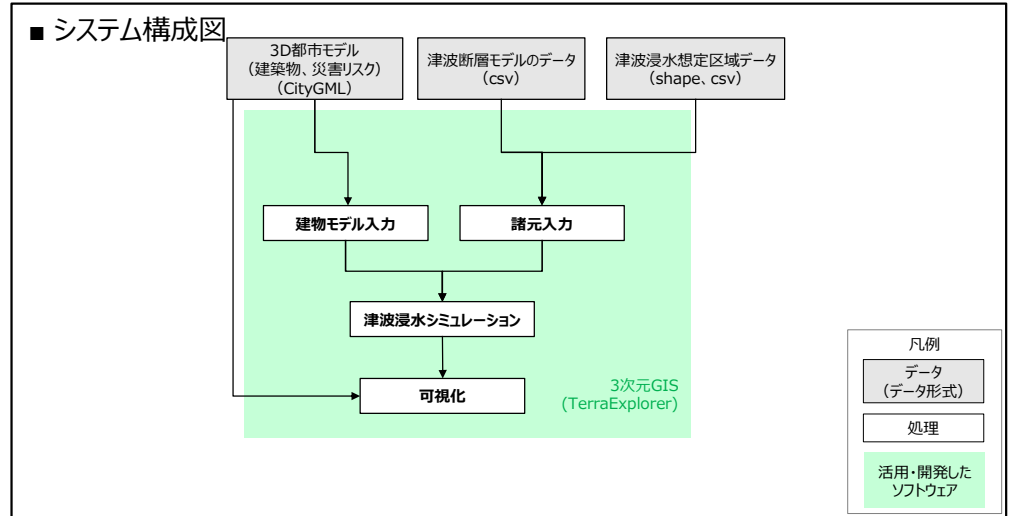 ■ システム構成図
3D都市モデル
(建築物、災害リスク)
(CityGML)
津波断層モデルのデータ
(csv)
津波浸水想定区域データ
(shape、csv)
建物モデル入力
諸元入力
津波浸水シミュレーション
可視化
3次元GIS
(TerraExplorer)
凡例
データ
(データ形式)
処理
活用・開発した
ソフトウェア